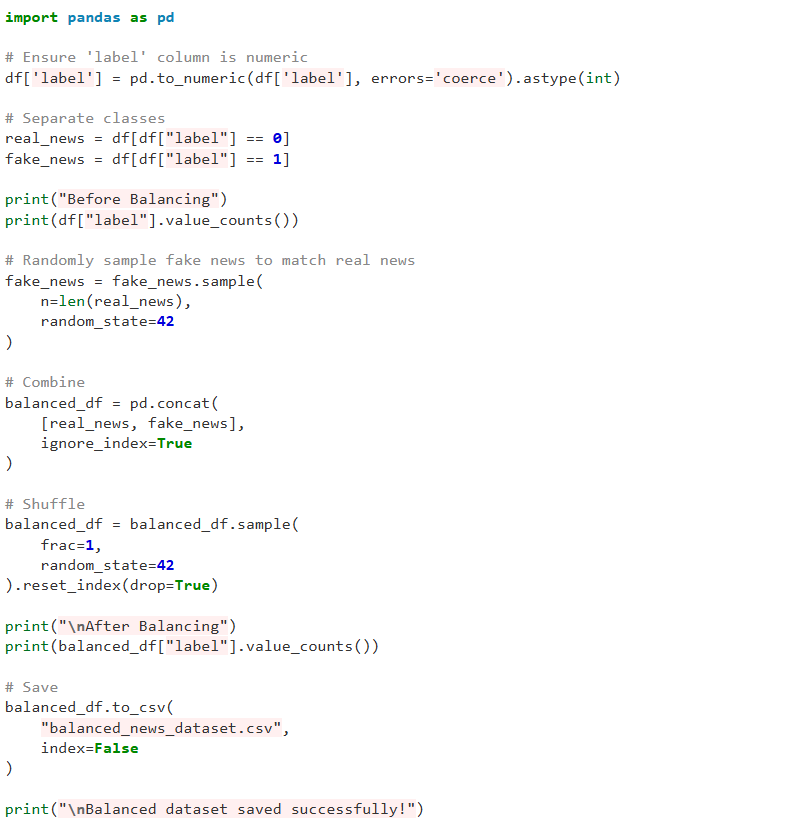 import pandas as pd

# Ensure 'label' column is numeric
df['label'] = pd.to_numeric(df['label'], errors='coerce').astype(int)

# Separate classes
real_news = df[df["label"] == 0]
fake_news = df[df["label"] == 1]

print("Before Balancing")
print(df["label"].value_counts())

# Randomly sample fake news to match real news
fake_news = fake_news.sample(
    n=len(real_news),
    random_state=42
)

# Combine
balanced_df = pd.concat(
    [real_news, fake_news],
    ignore_index=True
)

# Shuffle
balanced_df = balanced_df.sample(
    frac=1,
    random_state=42
).reset_index(drop=True)

print("\nAfter Balancing")
print(balanced_df["label"].value_counts())

# Save
balanced_df.to_csv(
    "balanced_news_dataset.csv",
    index=False
)

print("\nBalanced dataset saved successfully!")